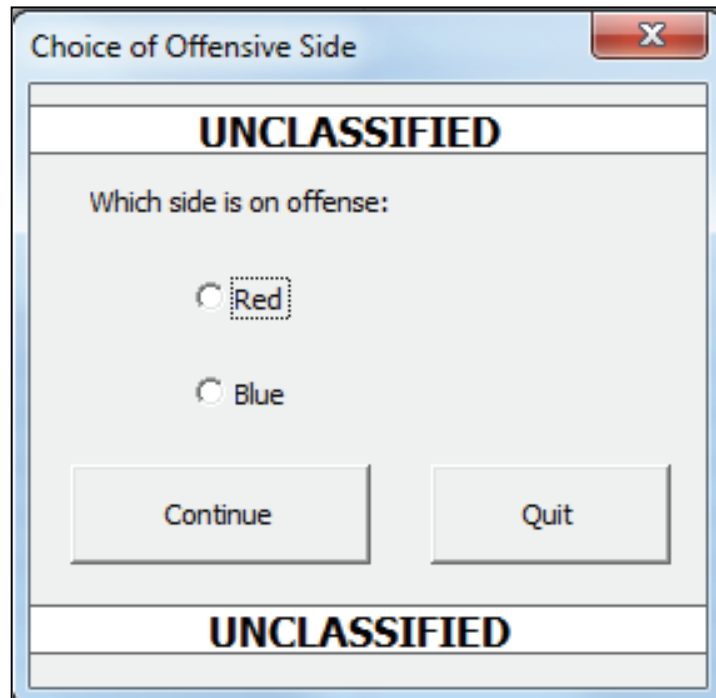 Choice of Offensive Side
UNCLASSIFIED
Which side is on offense:
Red
Blue
Continue Quit
UNCLASSIFIED